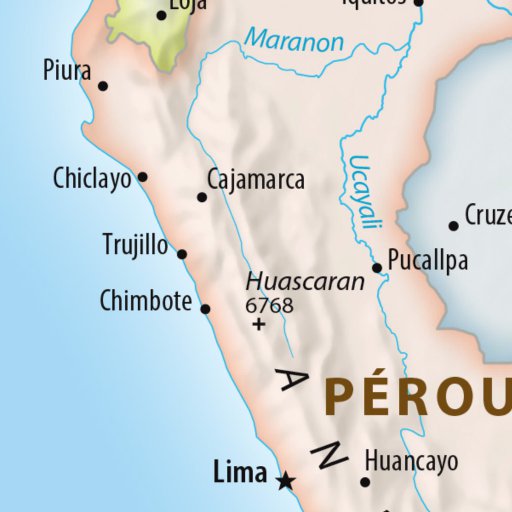 Loja
Iquitos
Maranon
Piura
Ucayali
Chiclayo
Cajamarca
Cruze
Trujillo
Pucallpa
Huascaran
6768
Chimbote
A
PÉROU
N
Huancayo
Lima